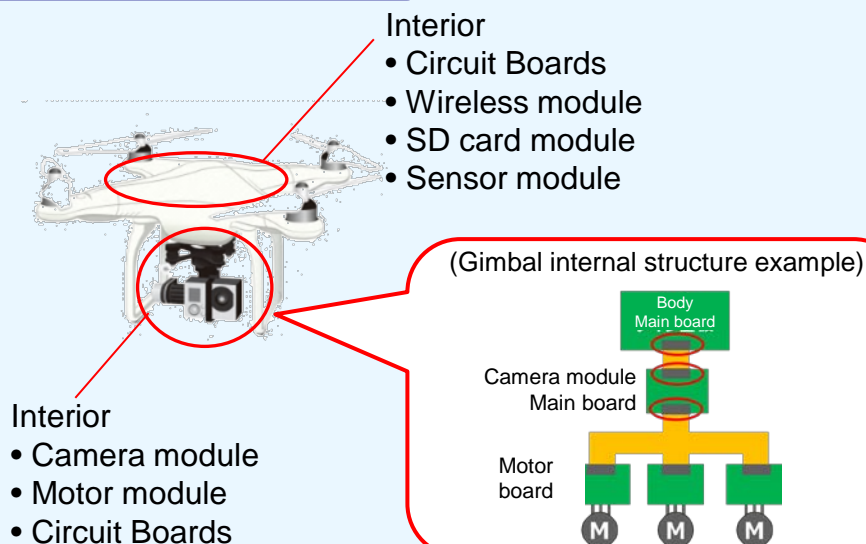 Interior
• Circuit Boards
• Wireless module
• SD card module
• Sensor module
(Gimbal internal structure example)
Body
Main board
Camera module
Main board
Motor
board
M M M
Interior
• Camera module
• Motor module
• Circuit Boards